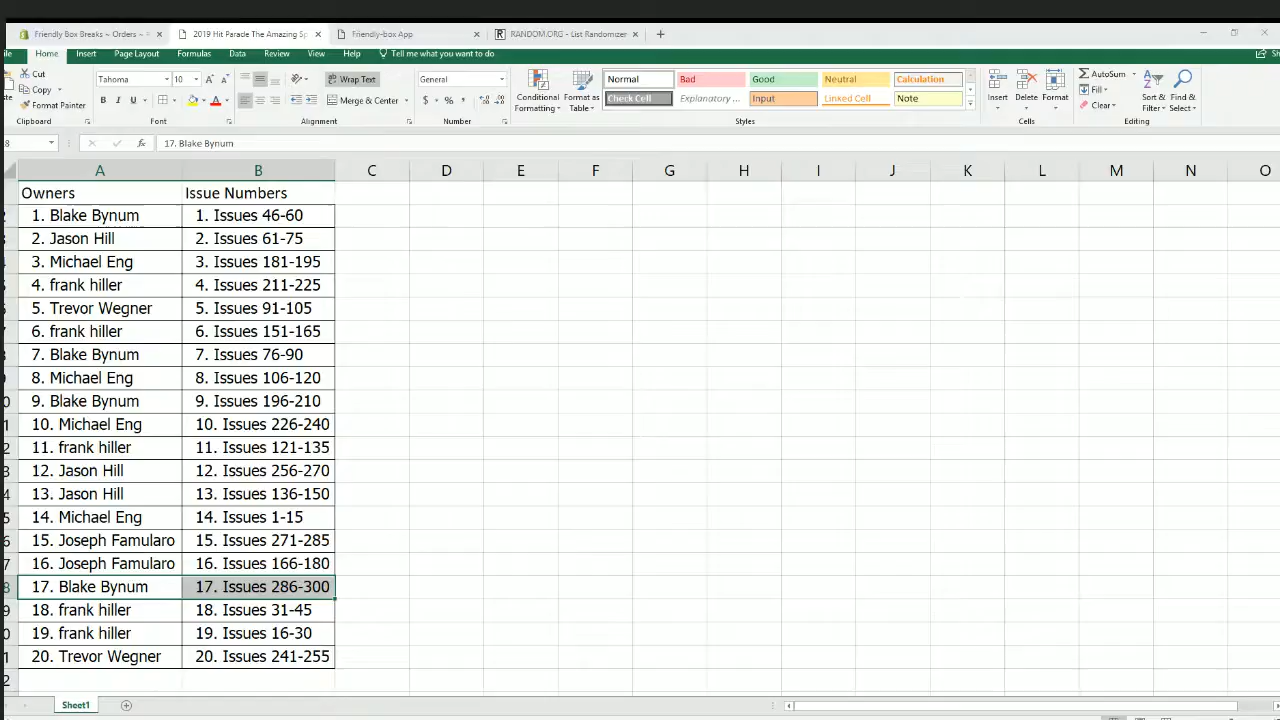 Friendly Box Breaks ~ Orders ~
2019 Hit Parade The Amazing Sp
Friendly-box App
RANDOM.ORG - List Randomizer
Home Insert Page Layout Formulas Data Review View Help Tell me what you want to do
Cut
Copy
Format Painter
Clipboard
Tahoma 10
B I U
Font
Wrap Text
Merge & Center
Alignment
General
$ % ,
Number
Conditional Formatting
Format as Table
Normal Bad Good Neutral Calculation
Check Cell Explanary ... Input Linked Cell Note
Styles
Insert Delete Format
Cells
AutoSum
Fill
Clear
Sort & Filter
Find & Select
Editing
17. Blake Bynum
A B C D E F G H I J K L M N O
Owners Issue Numbers
1. Blake Bynum 1. Issues 46-60
2. Jason Hill 2. Issues 61-75
3. Michael Eng 3. Issues 181-195
4. frank hiller 4. Issues 211-225
5. Trevor Wegner 5. Issues 91-105
6. frank hiller 6. Issues 151-165
7. Blake Bynum 7. Issues 76-90
8. Michael Eng 8. Issues 106-120
9. Blake Bynum 9. Issues 196-210
10. Michael Eng 10. Issues 226-240
11. frank hiller 11. Issues 121-135
12. Jason Hill 12. Issues 256-270
13. Jason Hill 13. Issues 136-150
14. Michael Eng 14. Issues 1-15
15. Joseph Famularo 15. Issues 271-285
16. Joseph Famularo 16. Issues 166-180
17. Blake Bynum 17. Issues 286-300
18. frank hiller 18. Issues 31-45
19. frank hiller 19. Issues 16-30
20. Trevor Wegner 20. Issues 241-255
Sheet1